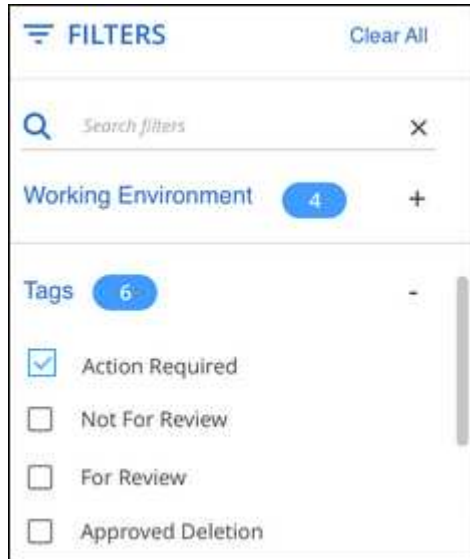 FILTERS Clear All
Search filters
Working Environment 4 +
Tags 6 -
Action Required
Not For Review
For Review
Approved Deletion